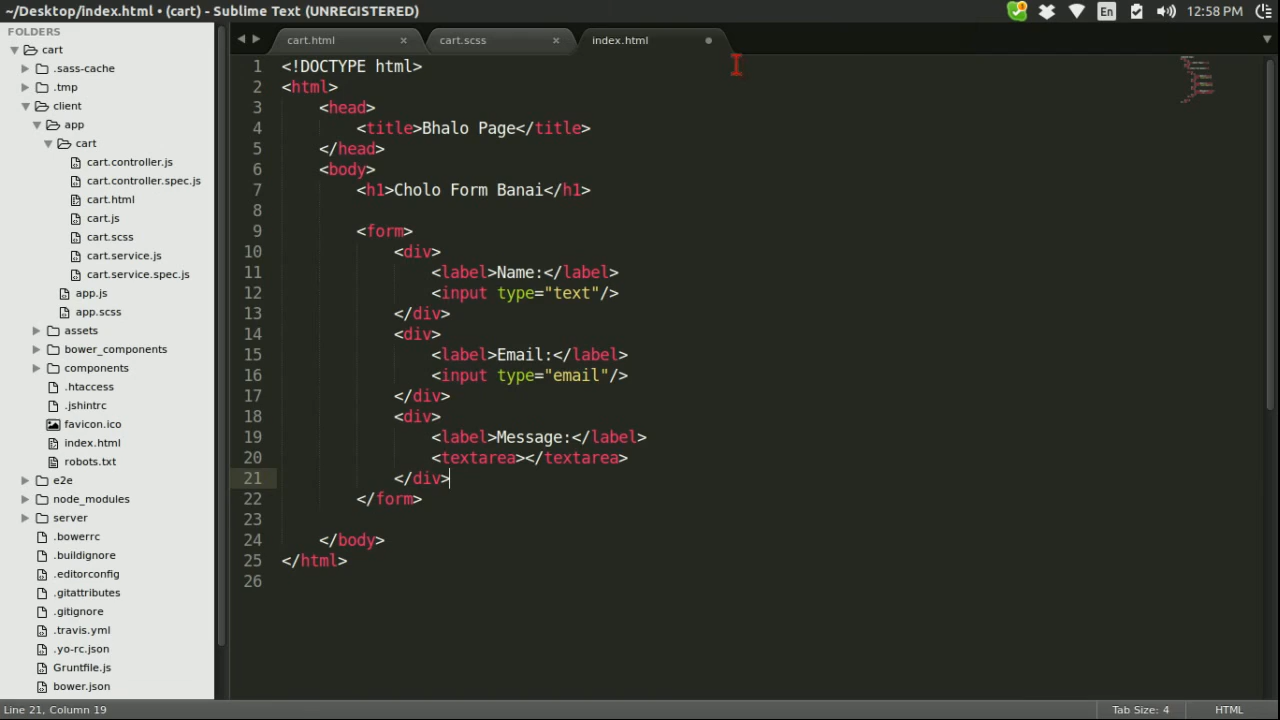 ~/Desktop/index.html • (cart) - Sublime Text (UNREGISTERED)
En
12:58 PM
FOLDERS
cart
.sass-cache
.tmp
client
app
cart
cart.controller.js
cart.controller.spec.js
cart.html
cart.js
cart.scss
cart.service.js
cart.service.spec.js
app.js
app.scss
assets
bower_components
components
.htaccess
.jshintrc
favicon.ico
index.html
robots.txt
e2e
node_modules
server
.bowerrc
.buildignore
.editorconfig
.gitattributes
.gitignore
.travis.yml
.yo-rc.json
Gruntfile.js
bower.json
cart.html
cart.scss
index.html
1 <!DOCTYPE html>
2 <html>
3 <head>
4 <title>Bhalo Page</title>
5 </head>
6 <body>
7 <h1>Cholo Form Banai</h1>
8
9 <form>
10 <div>
11 <label>Name:</label>
12 <input type="text"/>
13 </div>
14 <div>
15 <label>Email:</label>
16 <input type="email"/>
17 </div>
18 <div>
19 <label>Message:</label>
20 <textarea></textarea>
21 </div>
22 </form>
23
24 </body>
25 </html>
26
Line 21, Column 19
Tab Size: 4
HTML